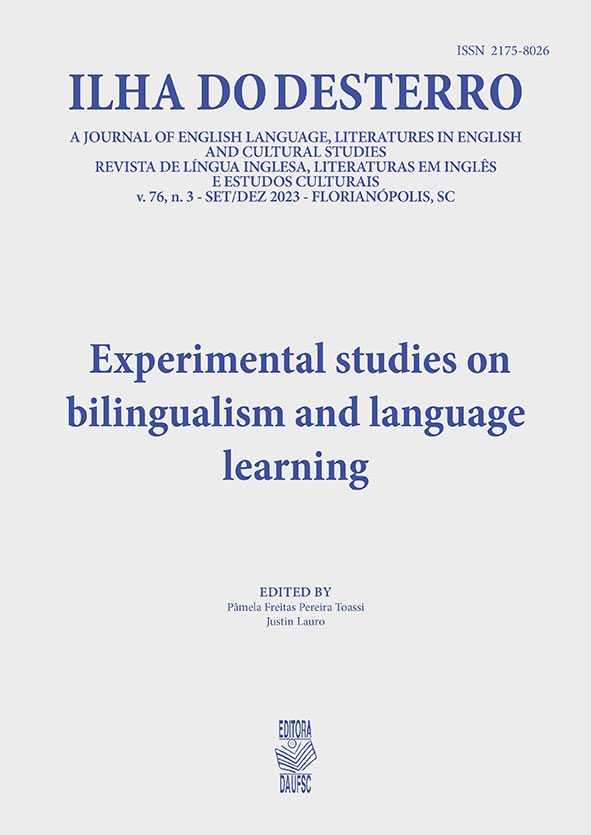 ISSN 2175-8026
ILHA DO DESTERRO
A JOURNAL OF ENGLISH LANGUAGE, LITERATURES IN ENGLISH
AND CULTURAL STUDIES
REVISTA DE LÍNGUA INGLESA, LITERATURAS EM INGLÊS
E ESTUDOS CULTURAIS
v. 76, n. 3 - SET/DEZ 2023 - FLORIANÓPOLIS, SC
Experimental studies on
bilingualism and language
learning
EDITED BY
Pâmela Freitas Pereira Toassi
Justin Lauro
EDITORA
DAUFSC